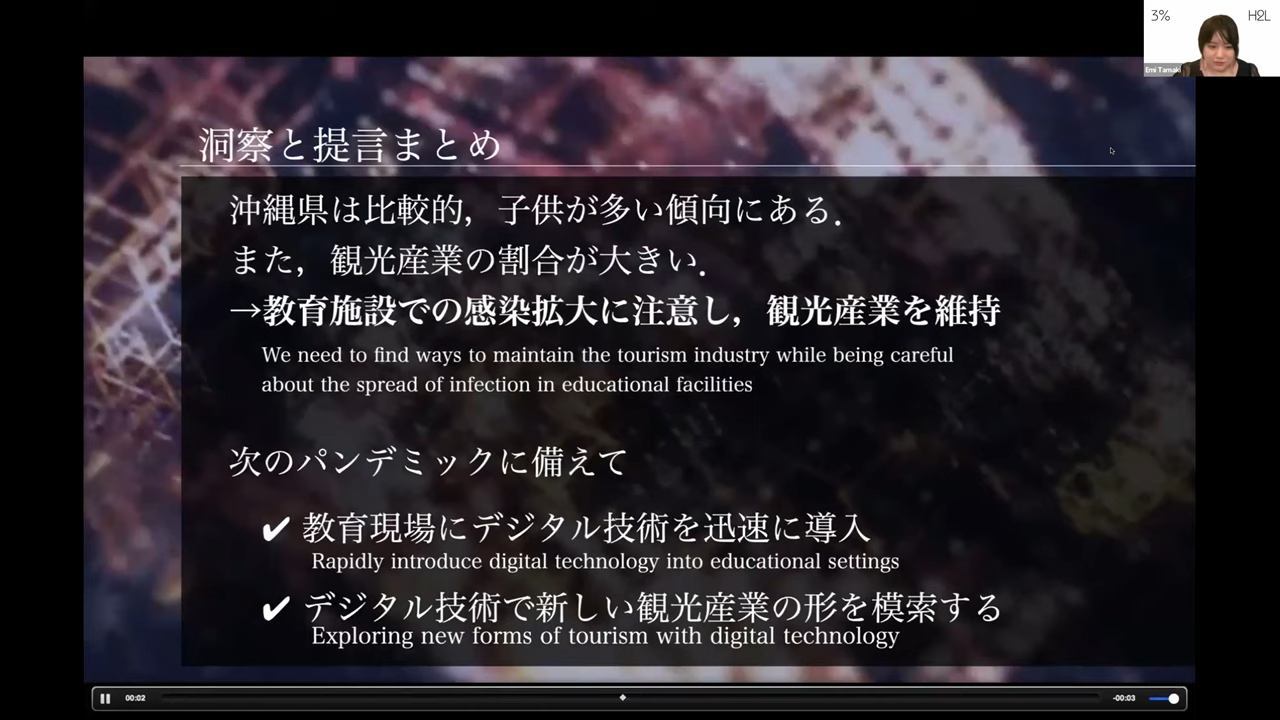 3%
H2L
Emi Tamaki
洞察と提言まとめ
沖縄県は比較的，子供が多い傾向にある．
また，観光産業の割合が大きい．
→教育施設での感染拡大に注意し，観光産業を維持
We need to find ways to maintain the tourism industry while being careful
about the spread of infection in educational facilities
次のパンデミックに備えて
✔ 教育現場にデジタル技術を迅速に導入
Rapidly introduce digital technology into educational settings
✔ デジタル技術で新しい観光産業の形を模索する
Exploring new forms of tourism with digital technology
00:02
-00:03